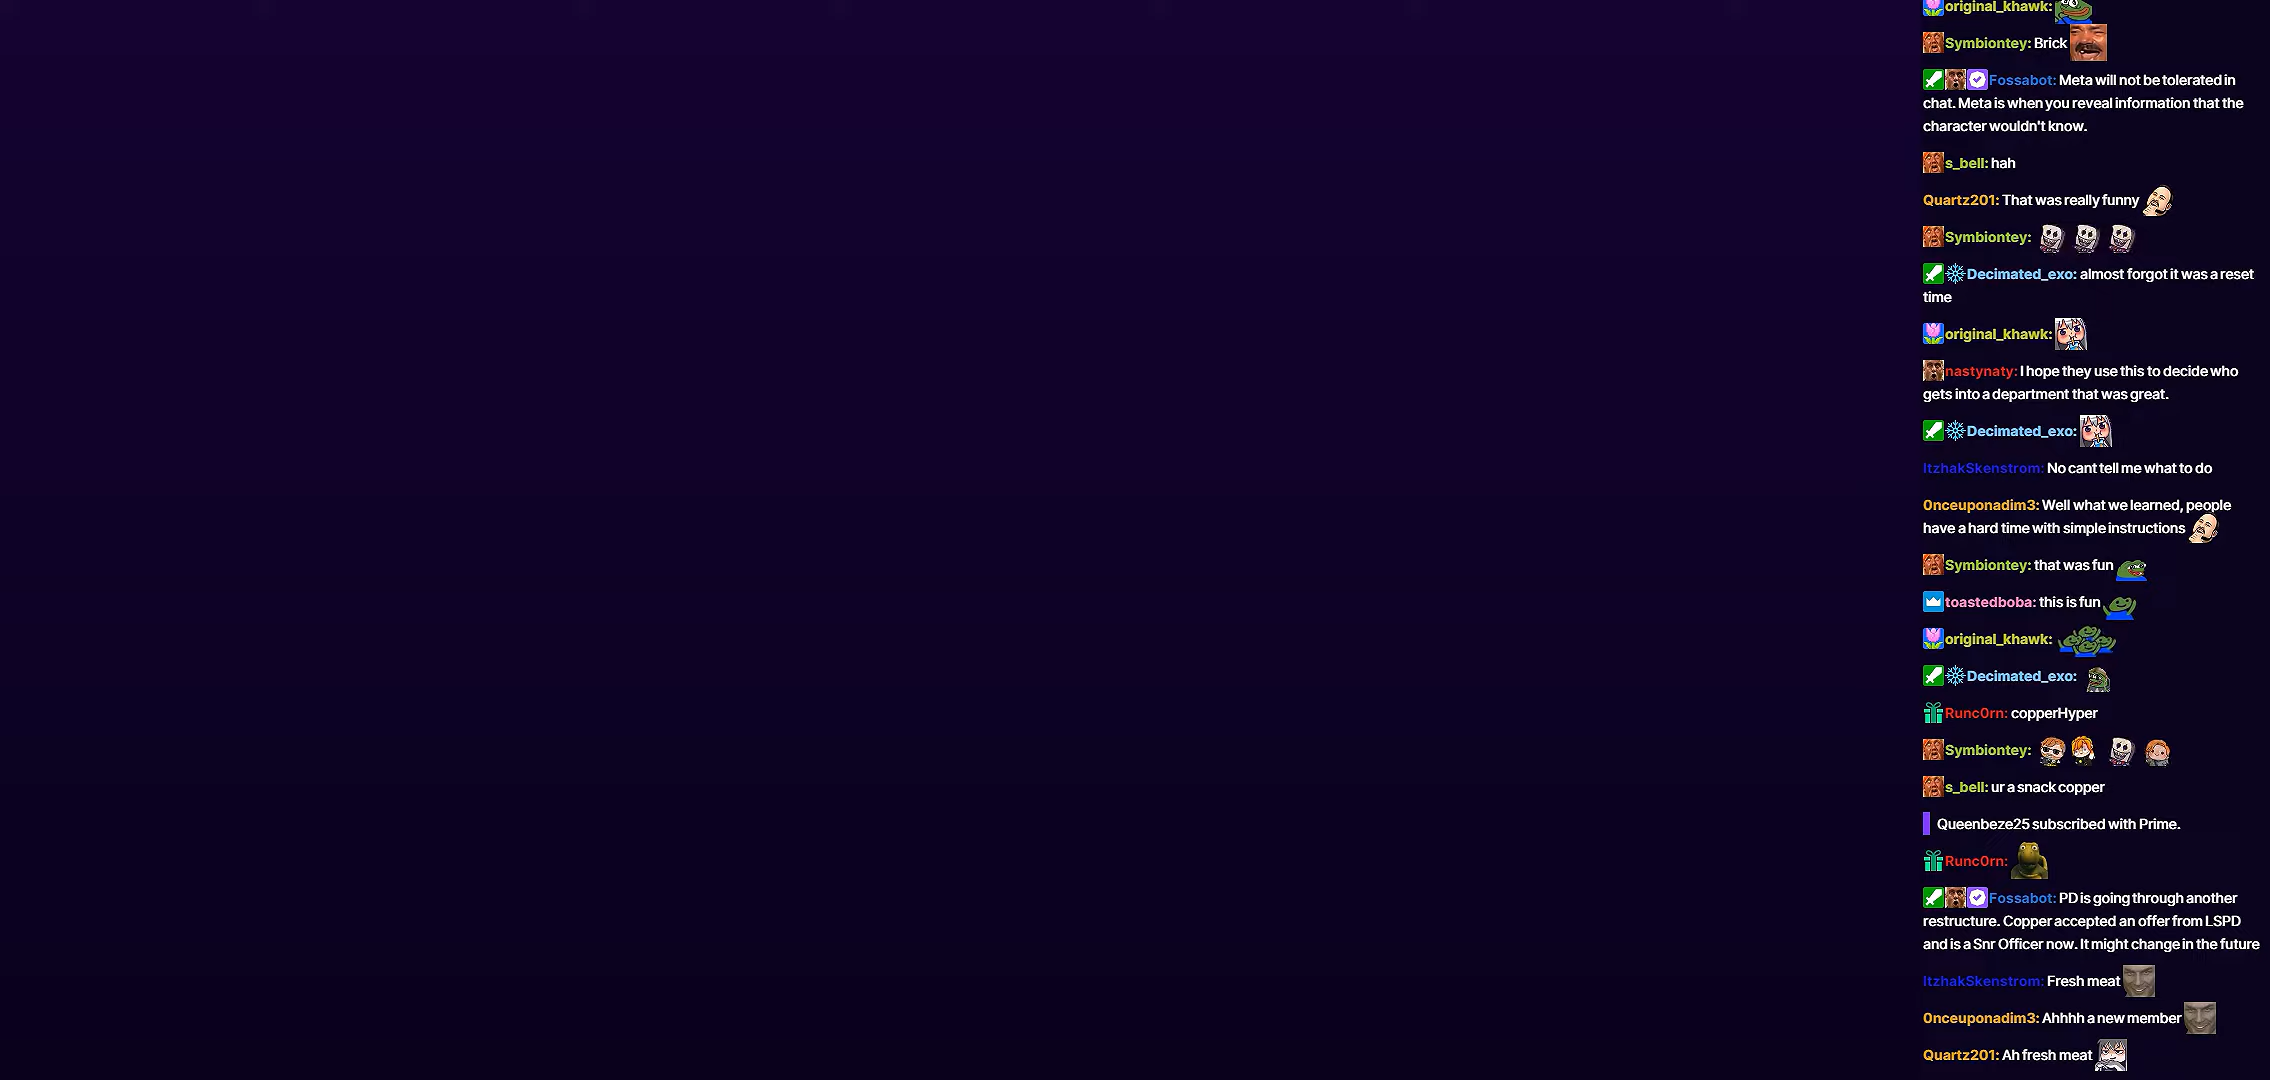 original_khawk:
Symbiontey: Brick
Fossabot: Meta will not be tolerated in
chat. Meta is when you reveal information that the
character wouldn't know.
s_bell: hah
Quartz201: That was really funny
Symbiontey:
Decimated_exo: almost forgot it was a reset
time
original_khawk:
nastynaty: I hope they use this to decide who
gets into a department that was great.
Decimated_exo:
ItzhakSkenstrom: No cant tell me what to do
0nceuponadim3: Well what we learned, people
have a hard time with simple instructions
Symbiontey: that was fun
toastedboba: this is fun
original_khawk:
Decimated_exo:
Runc0rn: copperHyper
Symbiontey:
s_bell: ur a snack copper
Queenbeze25 subscribed with Prime.
Runc0rn:
Fossabot: PD is going through another
restructure. Copper accepted an offer from LSPD
and is a Snr Officer now. It might change in the future
ItzhakSkenstrom: Fresh meat
0nceuponadim3: Ahhhh a new member
Quartz201: Ah fresh meat